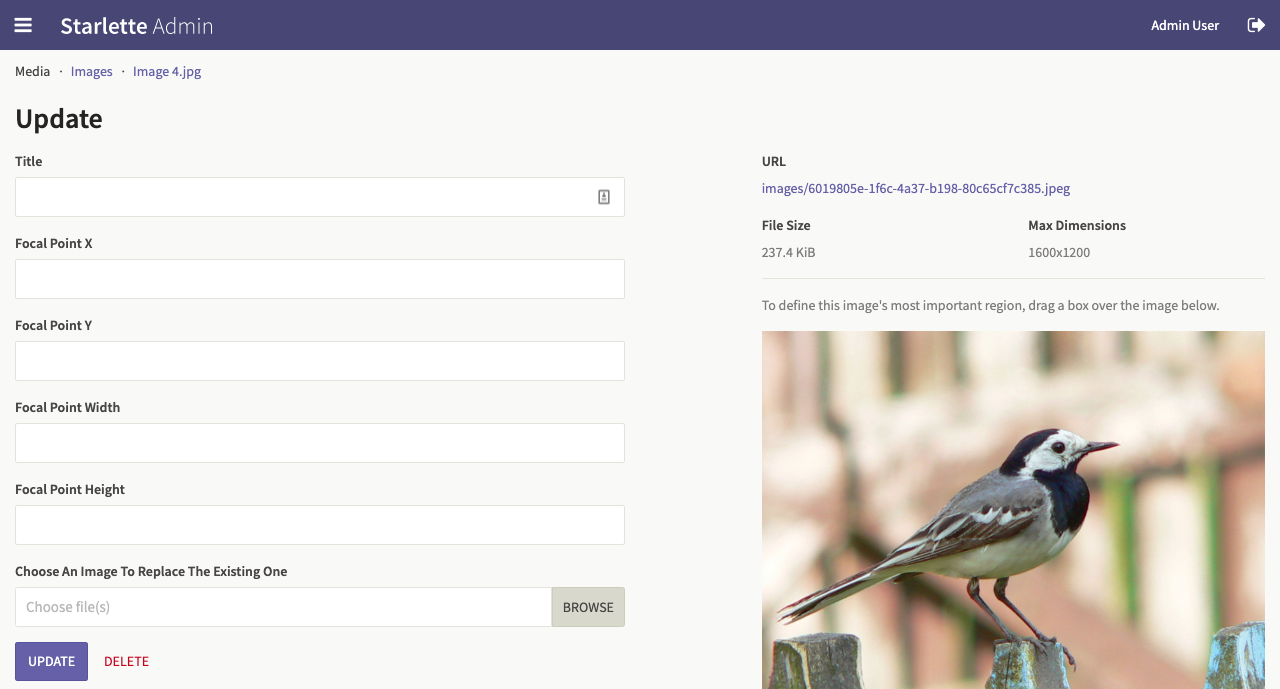 Starlette Admin
Admin User
Media · Images · Image 4.jpg
Update
Title
Focal Point X
Focal Point Y
Focal Point Width
Focal Point Height
Choose An Image To Replace The Existing One
Choose file(s) BROWSE
UPDATE DELETE
URL
images/6019805e-1f6c-4a37-b198-80c65cf7c385.jpeg
File Size Max Dimensions
237.4 KiB 1600x1200
To define this image's most important region, drag a box over the image below.